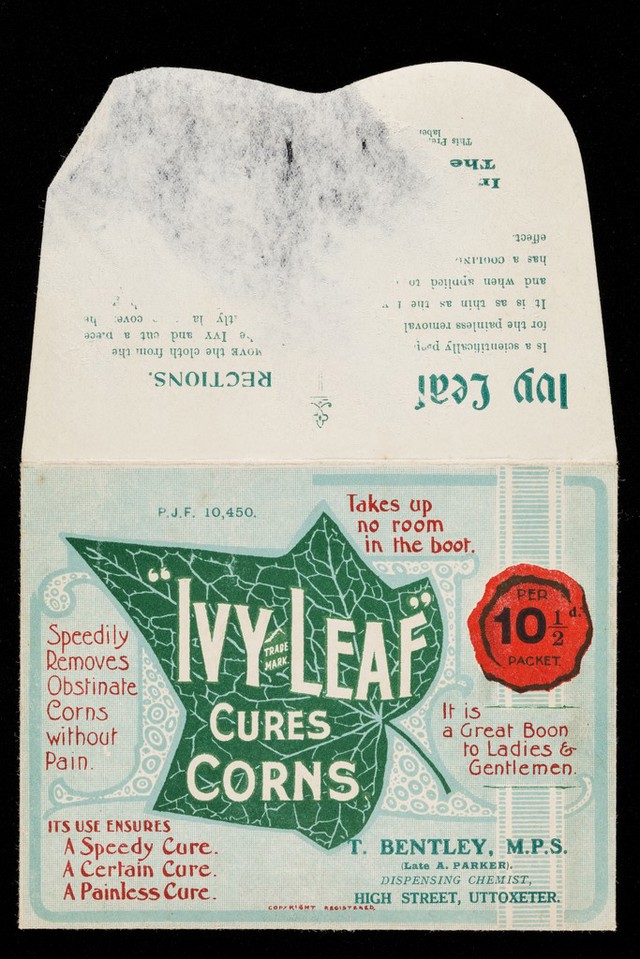 Ivy Leaf
Is a scientifically
for the painless removal
It is as thin as the
and when applied to
has a COOLING
effect.
The
This
RECTIONS.
the cloth from the
Ivy and cut a piece
P.J.F. 10,450.
Takes up
no room
in the boot.
"IVY LEAF"
TRADE
MARK.
CURES
CORNS
PER
10½d.
PACKET.
Speedily
Removes
Obstinate
Corns
without
Pain.
It is
a Great Boon
to Ladies &
Gentlemen.
ITS USE ENSURES
A Speedy Cure.
A Certain Cure.
A Painless Cure.
T. BENTLEY, M.P.S.
(Late A. PARKER).
DISPENSING CHEMIST,
HIGH STREET, UTTOXETER.
COPYRIGHT REGISTERED.